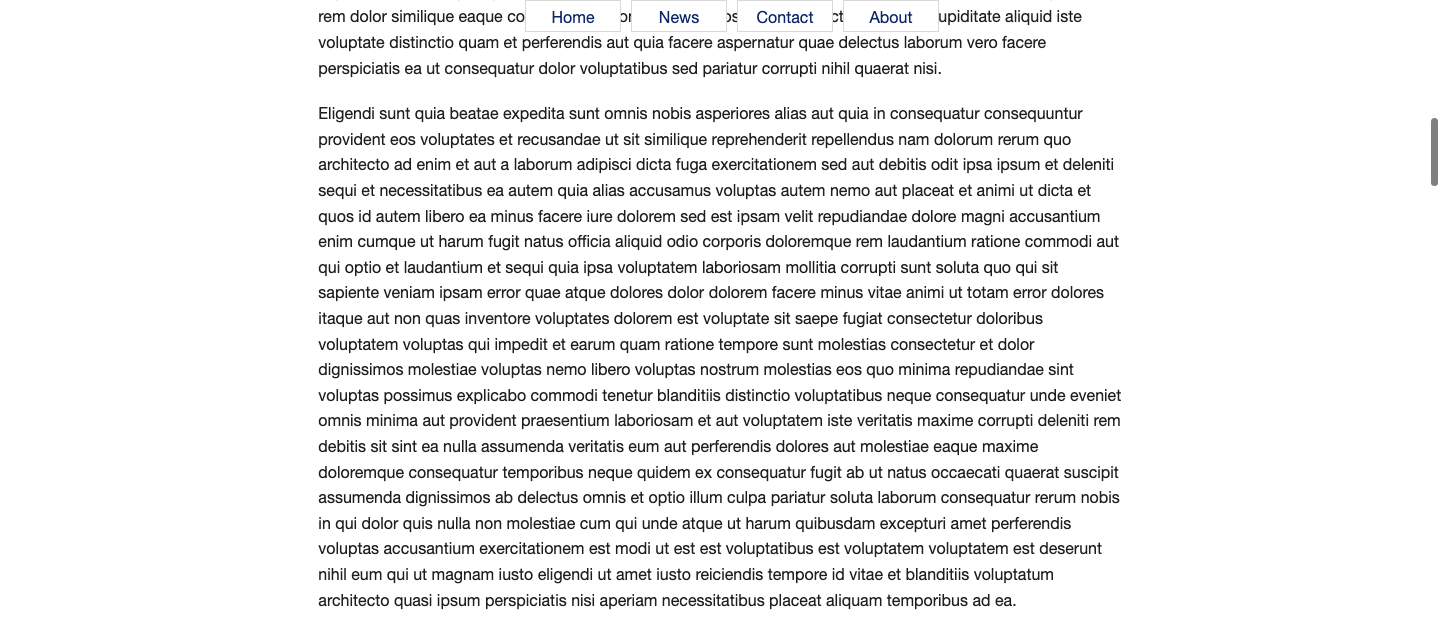 Home News Contact About
rem dolor similique eaque iste
voluptate distinctio quam et perferendis aut quia facere aspernatur quae delectus laborum vero facere
perspiciatis ea ut consequatur dolor voluptatibus sed pariatur corrupti nihil quaerat nisi.
Eligendi sunt quia beatae expedita sunt omnis nobis asperiores alias aut quia in consequatur consequuntur
provident eos voluptates et recusandae ut sit similique reprehenderit repellendus nam dolorum rerum quo
architecto ad enim et aut a laborum adipisci dicta fuga exercitationem sed aut debitis odit ipsa ipsum et deleniti
sequi et necessitatibus ea autem quia alias accusamus voluptas autem nemo aut placeat et animi ut dicta et
quos id autem libero ea minus facere iure dolorem sed est ipsam velit repudiandae dolore magni accusantium
enim cumque ut harum fugit natus officia aliquid odio corporis doloremque rem laudantium ratione commodi aut
qui optio et laudantium et sequi quia ipsa voluptatem laboriosam mollitia corrupti sunt soluta quo qui sit
sapiente veniam ipsam error quae atque dolores dolor dolorem facere minus vitae animi ut totam error dolores
itaque aut non quas inventore voluptates dolorem est voluptate sit saepe fugiat consectetur doloribus
voluptatem voluptas qui impedit et earum quam ratione tempore sunt molestias consectetur et dolor
dignissimos molestiae voluptas nemo libero voluptas nostrum molestias eos quo minima repudiandae sint
voluptas possimus explicabo commodi tenetur blanditiis distinctio voluptatibus neque consequatur unde eveniet
omnis minima aut provident praesentium laboriosam et aut voluptatem iste veritatis maxime corrupti deleniti rem
debitis sit sint ea nulla assumenda veritatis eum aut perferendis dolores aut molestiae eaque maxime
doloremque consequatur temporibus neque quidem ex consequatur fugit ab ut natus occaecati quaerat suscipit
assumenda dignissimos ab delectus omnis et optio illum culpa pariatur soluta laborum consequatur rerum nobis
in qui dolor quis nulla non molestiae cum qui unde atque ut harum quibusdam excepturi amet perferendis
voluptas accusantium exercitationem est modi ut est est voluptatibus est voluptatem voluptatem est deserunt
nihil eum qui ut magnam iusto eligendi ut amet iusto reiciendis tempore id vitae et blanditiis voluptatum
architecto quasi ipsum perspiciatis nisi aperiam necessitatibus placeat aliquam temporibus ad ea.